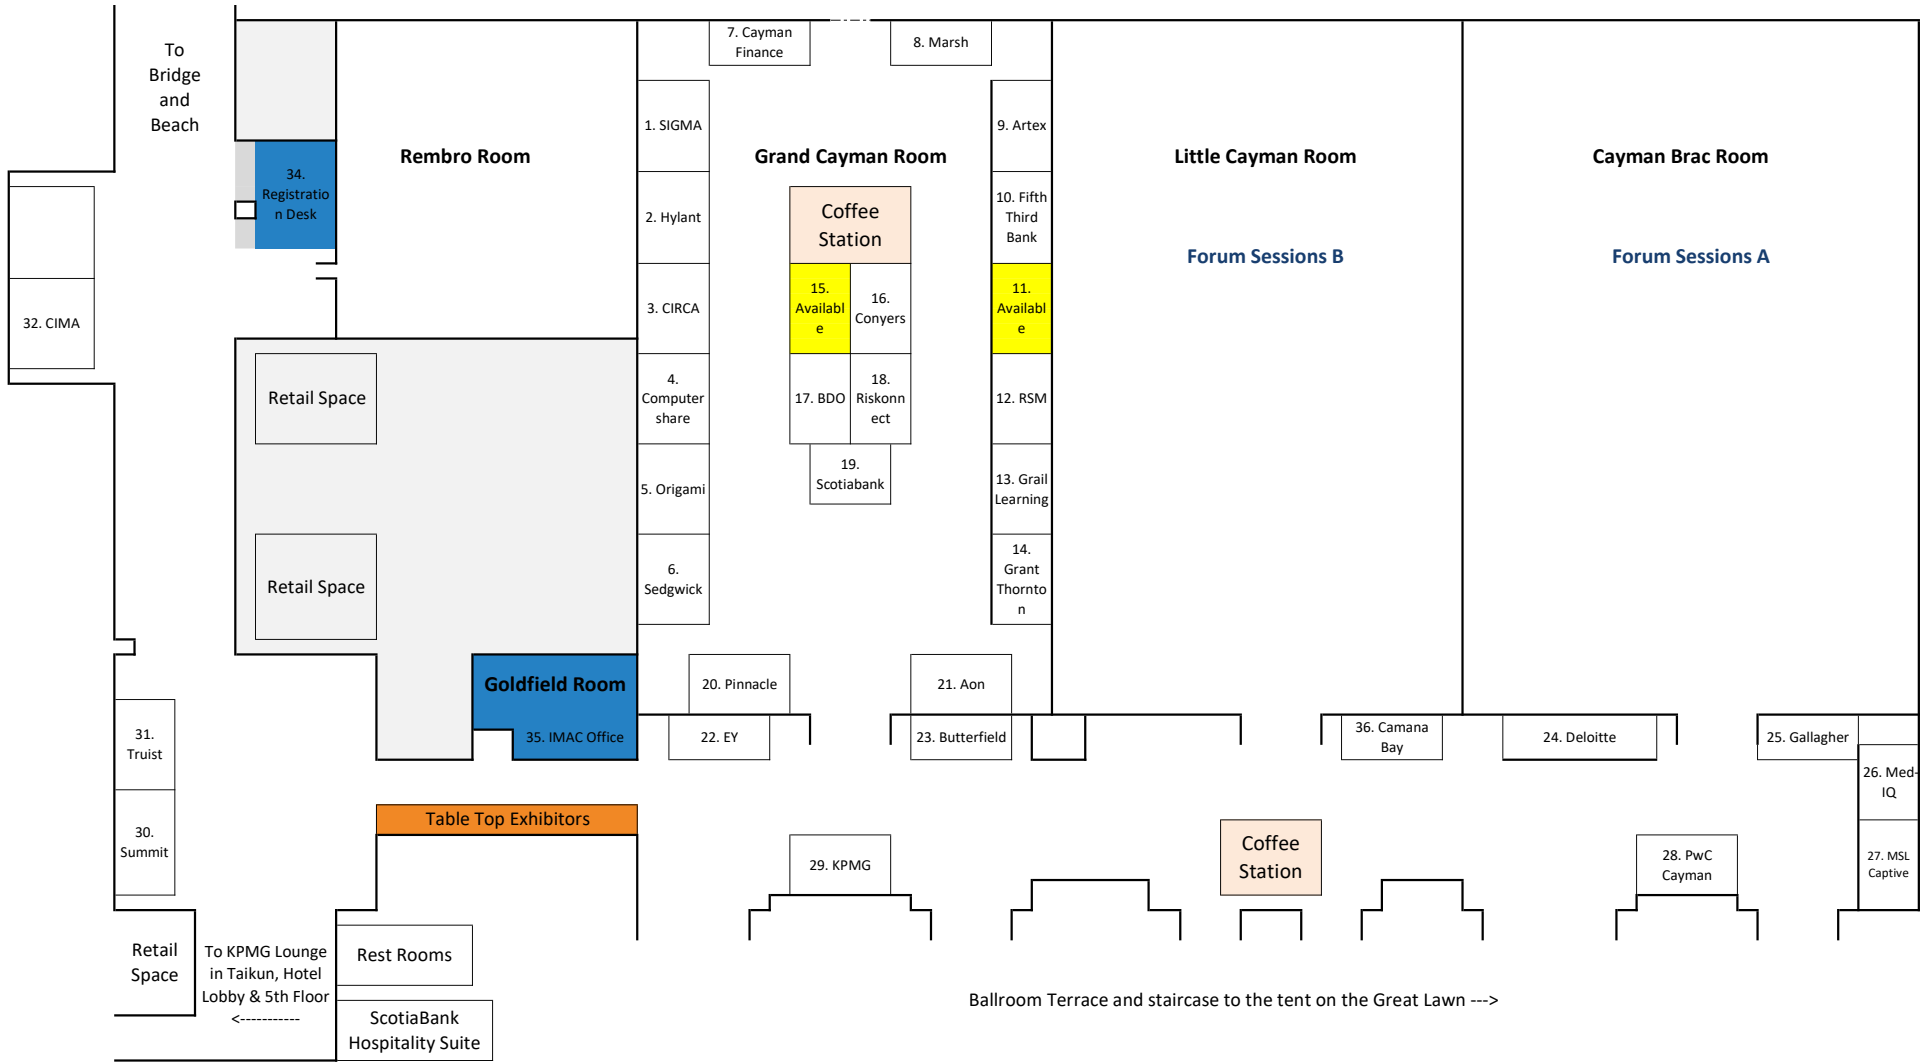 To
Bridge
and
Beach
7. Cayman
Finance
8. Marsh
1. SIGMA
9. Artex
Rembro Room
Grand Cayman Room
Little Cayman Room
Cayman Brac Room
34.
Registratio
n Desk
2. Hylant
Coffee
Station
10. Fifth
Third
Bank
Forum Sessions B
Forum Sessions A
32. CIMA
3. CIRCA
15.
Availabl
e
16.
Conyers
11.
Availabl
e
Retail Space
4.
Computer
share
17. BDO
18.
Riskonn
ect
12. RSM
19.
Scotiabank
5. Origami
13. Grail
Learning
Retail Space
6.
Sedgwick
14.
Grant
Thornto
n
Goldfield Room
20. Pinnacle
21. Aon
31.
Truist
35. IMAC Office
22. EY
23. Butterfield
36. Camana
Bay
24. Deloitte
25. Gallagher
26. Med-
IQ
Table Top Exhibitors
30.
Summit
29. KPMG
Coffee
Station
28. PwC
Cayman
27. MSL
Captive
Retail
Space
To KPMG Lounge
in Taikun, Hotel
Lobby & 5th Floor
<-----------
Rest Rooms
ScotiaBank
Hospitality Suite
Ballroom Terrace and staircase to the tent on the Great Lawn --->